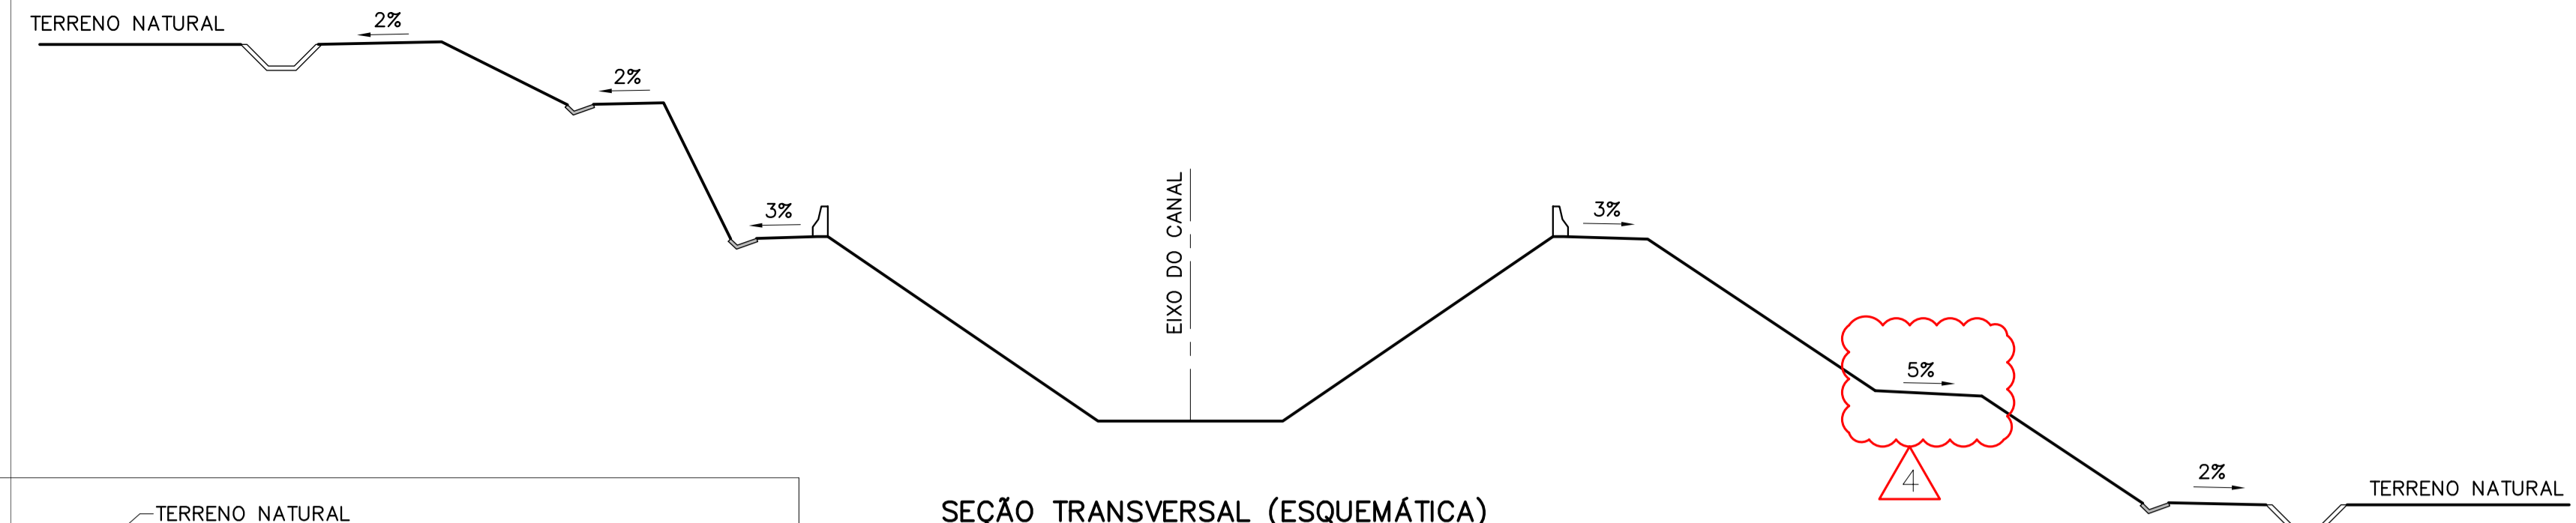 TERRENO NATURAL
2%
2%
3%
EIXO DO CANAL
3%
5%
4
2%
TERRENO NATURAL
TERRENO NATURAL
SEÇÃO TRANSVERSAL (ESQUEMÁTICA)